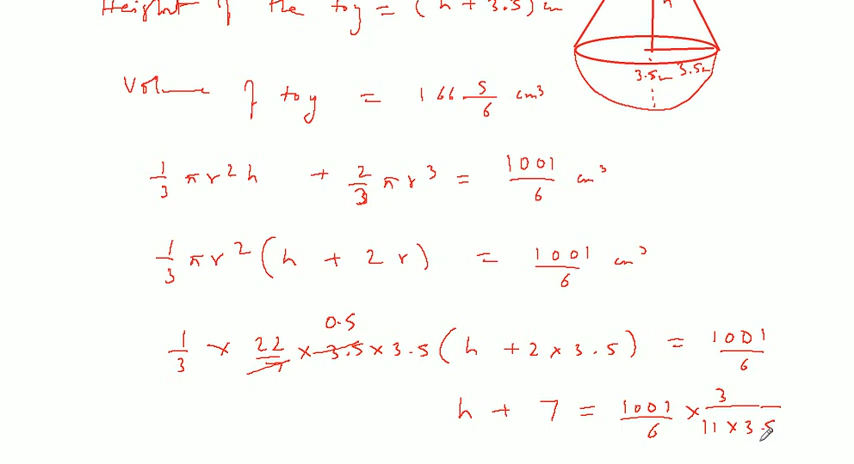 Height of the toy = (h + 3.5) cm
h
3.5cm 3.5cm
Volume of toy = 166 5/6 cm³
1/3 πr²h + 2/3 πr³ = 1001/6 cm³
1/3 πr² (h + 2r) = 1001/6 cm³
0.5
1/3 × 22/7 × 3.5 × 3.5 (h + 2 × 3.5) = 1001/6
h + 7 = 1001/6 × 3/(11 × 3.5